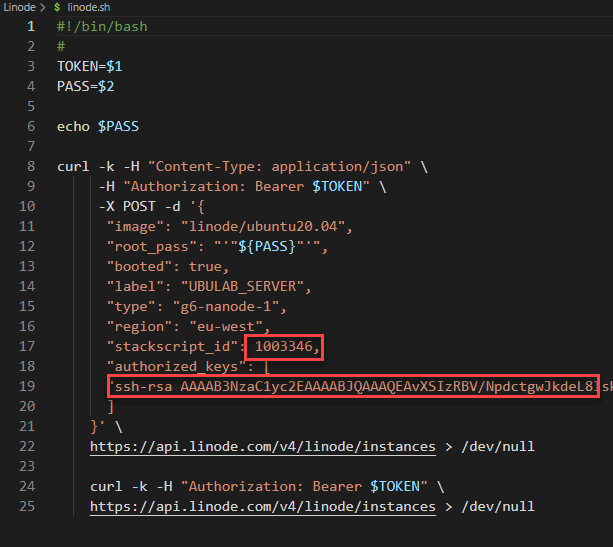 Linode > $ linode.sh
1 #!/bin/bash
2 #
3 TOKEN=$1
4 PASS=$2
5
6 echo $PASS
7
8 curl -k -H "Content-Type: application/json" \
9 -H "Authorization: Bearer $TOKEN" \
10 -X POST -d '{
11 "image": "linode/ubuntu20.04",
12 "root_pass": "'"${PASS}"'",
13 "booted": true,
14 "label": "UBULAB_SERVER",
15 "type": "g6-nanode-1",
16 "region": "eu-west",
17 "stackscript_id": 1003346,
18 "authorized_keys": [
19 "ssh-rsa
20 ]
21 }' \
22 https://api.linode.com/v4/linode/instances > /dev/null
23
24 curl -k -H "Authorization: Bearer $TOKEN" \
25 https://api.linode.com/v4/linode/instances > /dev/null